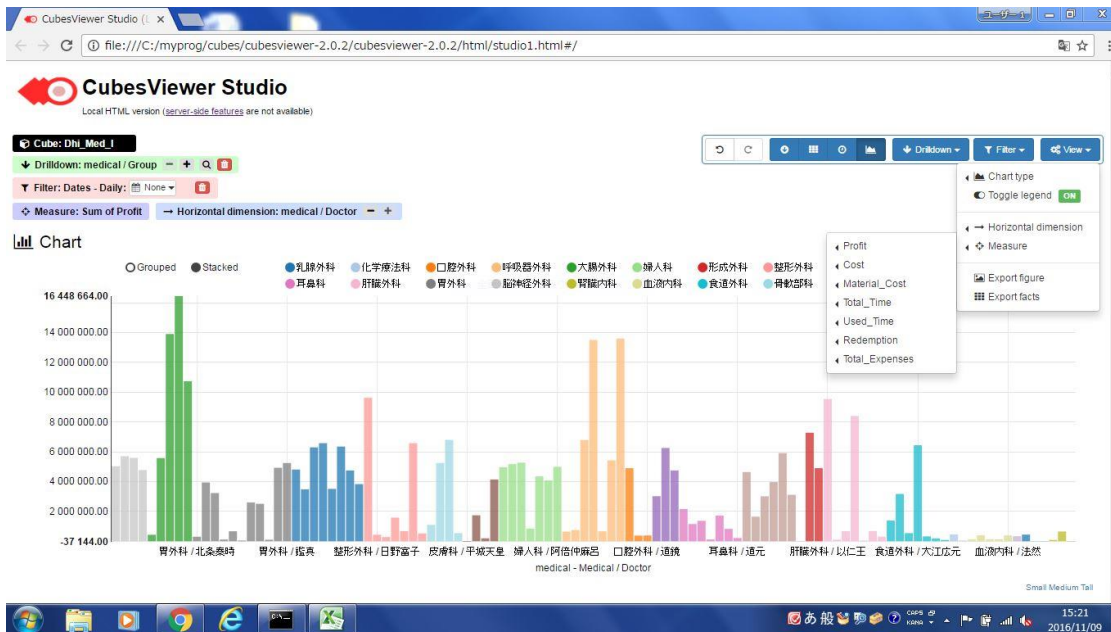 CubesViewer Studio (L
ユーザー1
file:///C:/myprog/cubes/cubesviewer-2.0.2/cubesviewer-2.0.2/html/studio1.html#/
CubesViewer Studio
Local HTML version (server-side features are not available)
Cube: Dhi_Med_I
Drilldown Filter View
Drilldown: medical / Group
Filter: Dates - Daily: None
Measure: Sum of Profit Horizontal dimension: medical / Doctor
Chart type
Toggle legend ON
Horizontal dimension
Measure
Export figure
Export facts
Profit
Cost
Material_Cost
Total_Time
Used_Time
Redemption
Total_Expenses
Chart
Grouped Stacked
乳腺外科 化学療法科 口腔外科 呼吸器外科 大腸外科 婦人科 形成外科 整形外科
耳鼻科 肝臓外科 胃外科 脳神経外科 腎臓内科 血液内科 食道外科 骨軟部科
16 448 664.00
14 000 000.00
12 000 000.00
10 000 000.00
8 000 000.00
6 000 000.00
4 000 000.00
2 000 000.00
-37 144.00
胃外科 / 北条泰時 胃外科 / 鑑真 整形外科 / 日野富子 皮膚科 / 平城天皇 婦人科 / 阿倍仲麻呂 口腔外科 / 道鏡 耳鼻科 / 道元 肝臓外科 / 以仁王 食道外科 / 大江広元 血液内科 / 法然
medical - Medical / Doctor
Small Medium Tall
あ 般 CAPS KANA
15:21
2016/11/09